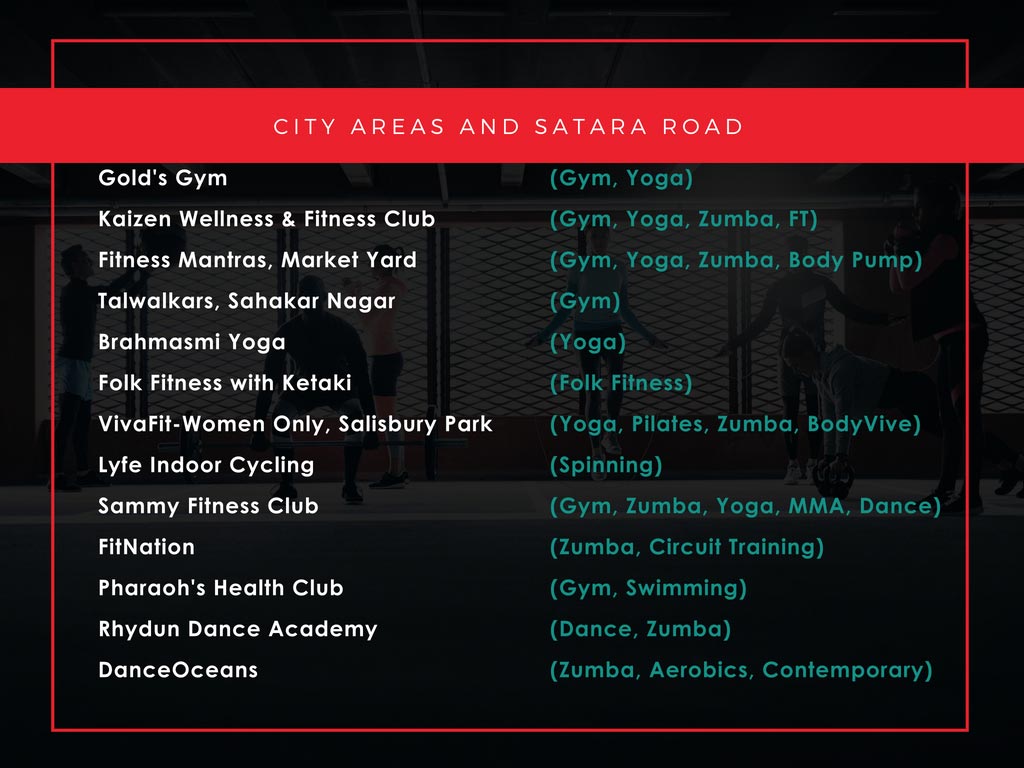 CITY AREAS AND SATARA ROAD
Gold's Gym (Gym, Yoga)
Kaizen Wellness & Fitness Club (Gym, Yoga, Zumba, FT)
Fitness Mantras, Market Yard (Gym, Yoga, Zumba, Body Pump)
Talwalkars, Sahakar Nagar (Gym)
Brahmasmi Yoga (Yoga)
Folk Fitness with Ketaki (Folk Fitness)
VivaFit-Women Only, Salisbury Park (Yoga, Pilates, Zumba, BodyVive)
Lyfe Indoor Cycling (Spinning)
Sammy Fitness Club (Gym, Zumba, Yoga, MMA, Dance)
FitNation (Zumba, Circuit Training)
Pharaoh's Health Club (Gym, Swimming)
Rhydun Dance Academy (Dance, Zumba)
DanceOceans (Zumba, Aerobics, Contemporary)